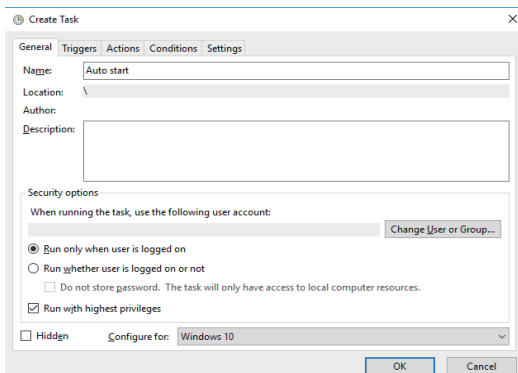 Create Task
General Triggers Actions Conditions Settings
Name: Auto start
Location: \
Author:
Description:
Security options
When running the task, use the following user account:
Change User or Group...
Run only when user is logged on
Run whether user is logged on or not
Do not store password. The task will only have access to local computer resources.
Run with highest privileges
Hidden Configure for: Windows 10
OK Cancel